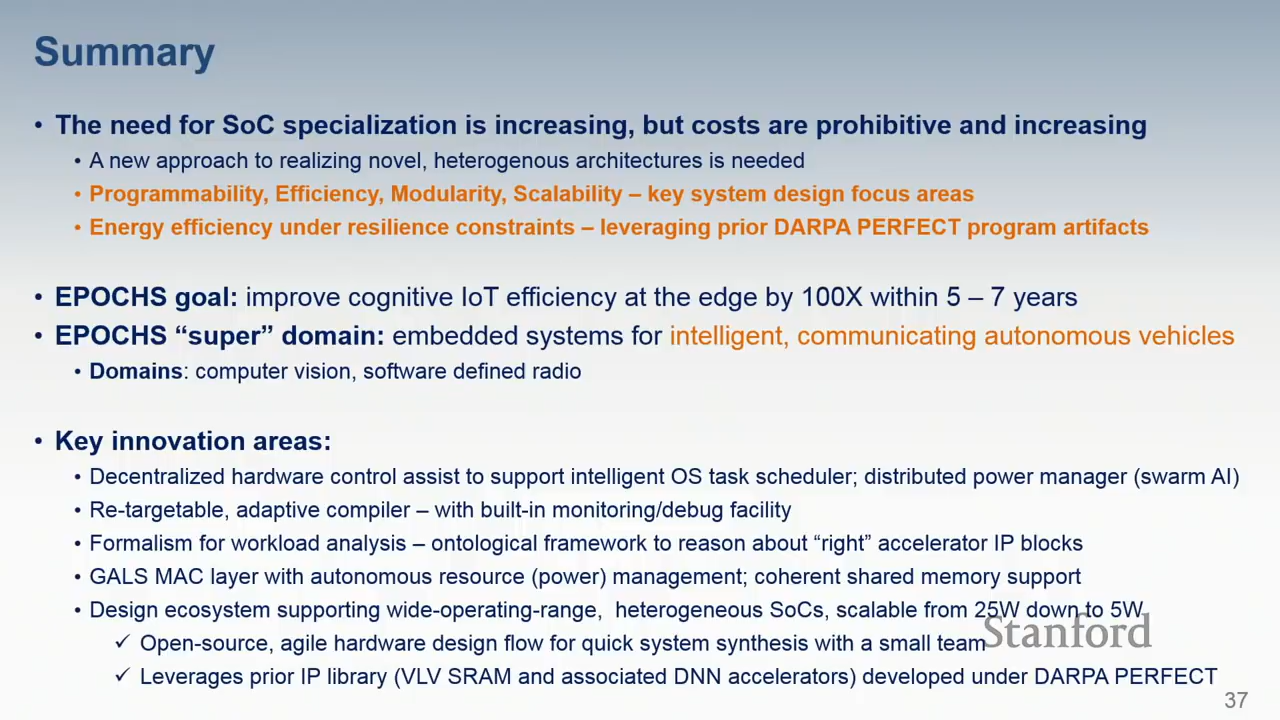 Summary
• The need for SoC specialization is increasing, but costs are prohibitive and increasing
• A new approach to realizing novel, heterogenous architectures is needed
• Programmability, Efficiency, Modularity, Scalability – key system design focus areas
• Energy efficiency under resilience constraints – leveraging prior DARPA PERFECT program artifacts
• EPOCHS goal: improve cognitive IoT efficiency at the edge by 100X within 5 – 7 years
• EPOCHS “super” domain: embedded systems for intelligent, communicating autonomous vehicles
• Domains: computer vision, software defined radio
• Key innovation areas:
• Decentralized hardware control assist to support intelligent OS task scheduler; distributed power manager (swarm AI)
• Re-targetable, adaptive compiler – with built-in monitoring/debug facility
• Formalism for workload analysis – ontological framework to reason about “right” accelerator IP blocks
• GALS MAC layer with autonomous resource (power) management; coherent shared memory support
• Design ecosystem supporting wide-operating-range, heterogeneous SoCs, scalable from 25W down to 5W
✓ Open-source, agile hardware design flow for quick system synthesis with a small team
Stanford
✓ Leverages prior IP library (VLV SRAM and associated DNN accelerators) developed under DARPA PERFECT
37